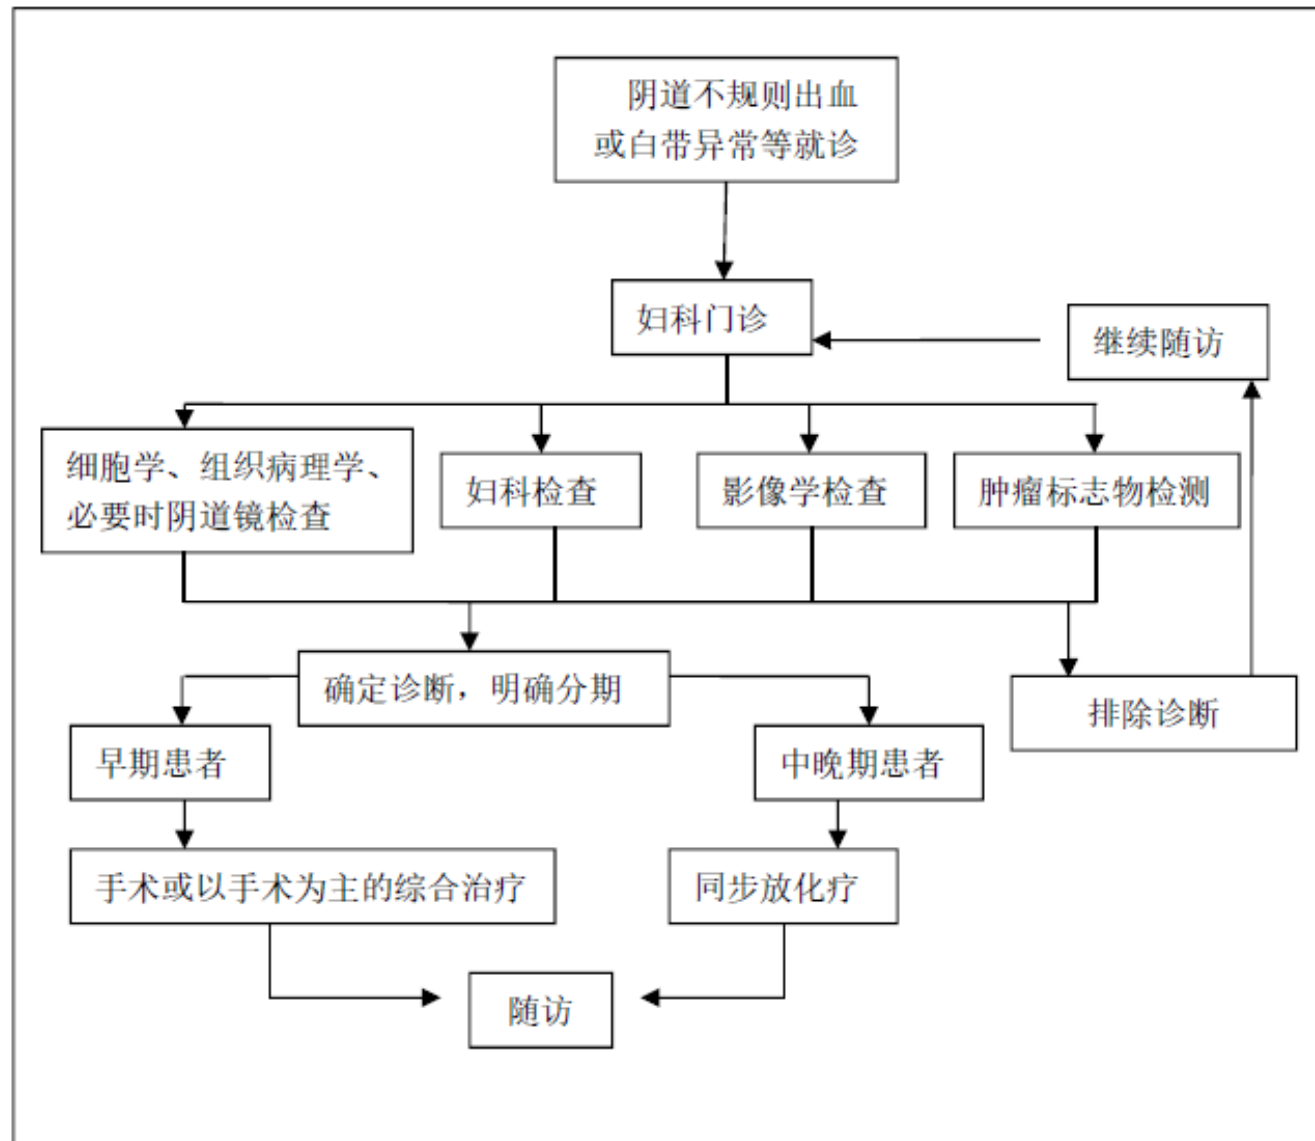 阴道不规则出血
或白带异常等就诊
妇科门诊
继续随访
细胞学、组织病理学、
必要时阴道镜检查
妇科检查
影像学检查
肿瘤标志物检测
确定诊断，明确分期
排除诊断
早期患者
中晚期患者
手术或以手术为主的综合治疗
同步放化疗
随访